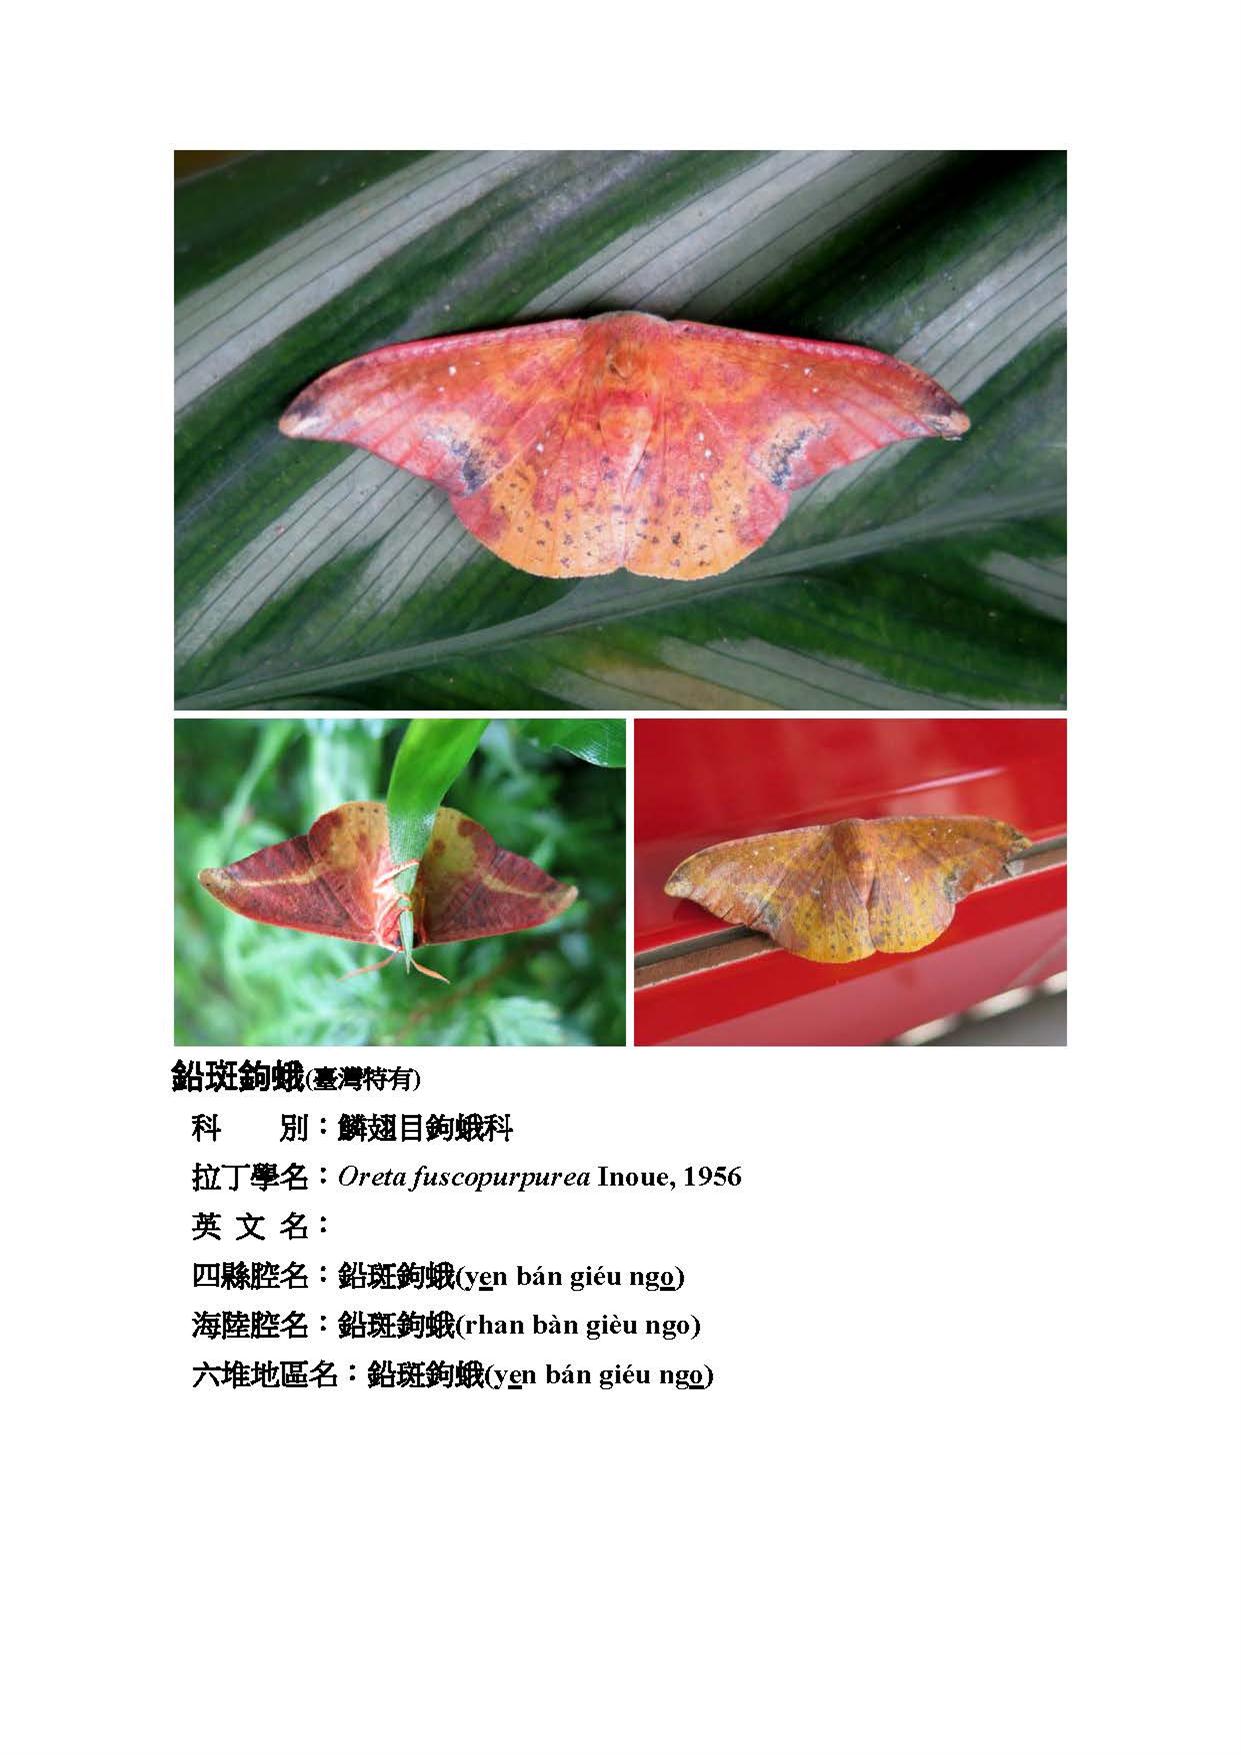 鉛斑鉤蛾(臺灣特有)
科　　別：鱗翅目鉤蛾科
拉丁學名：Oreta fuscopurpurea Inoue, 1956
英 文 名：
四縣腔名：鉛斑鉤蛾(yen bán giéu ngo)
海陸腔名：鉛斑鉤蛾(rhan bàn gièu ngo)
六堆地區名：鉛斑鉤蛾(yen bán giéu ngo)